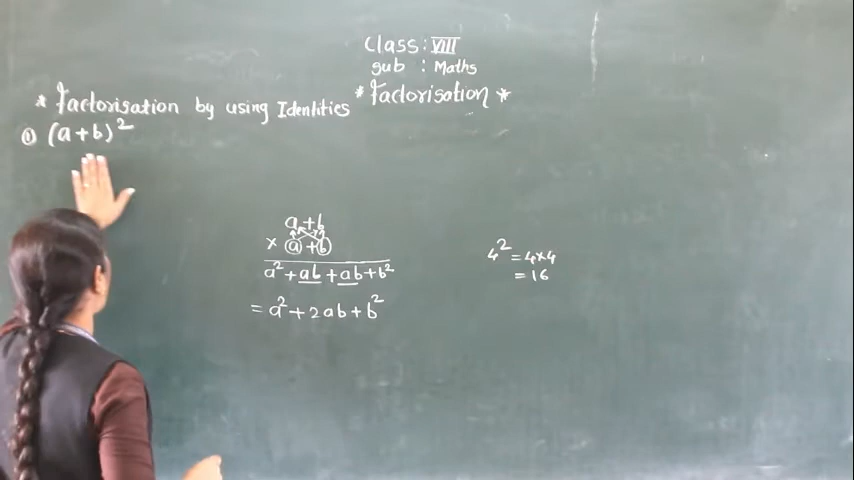 Class: VIII
Sub : Maths
* Factorisation *
* Factorisation by using Identities
① (a+b)²
a+b
× a+b
a²+ab+ab+b²
= a²+2ab+b²
4² = 4×4
= 16